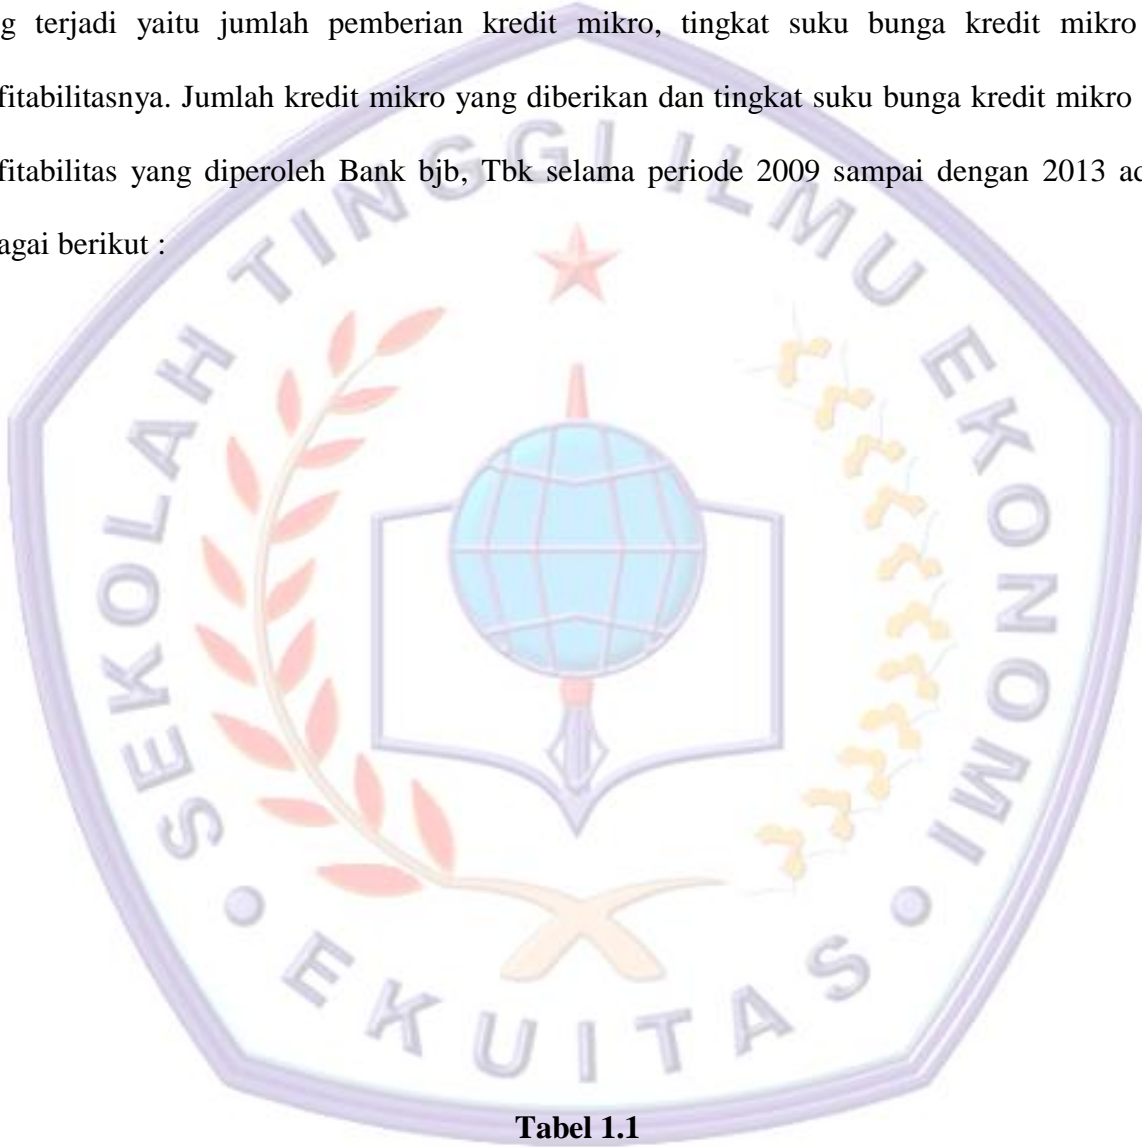 g terjadi yaitu jumlah pemberian kredit mikro, tingkat suku bunga kredit mikro
fitabilitasnya. Jumlah kredit mikro yang diberikan dan tingkat suku bunga kredit mikro
fitabilitas yang diperoleh Bank bjb, Tbk selama periode 2009 sampai dengan 2013 ad
agai berikut :
SEKOLAH TINGGI ILMU EKONOMI
EKUITAS
Tabel 1.1